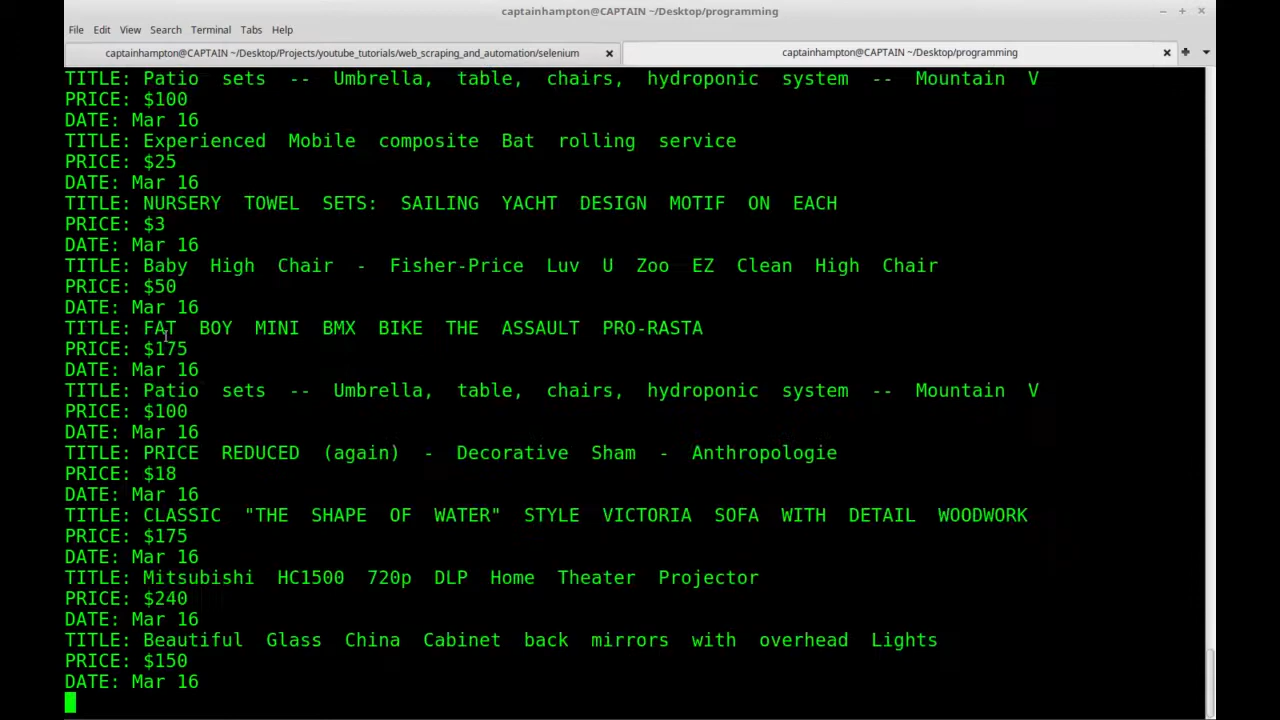 captainhampton@CAPTAIN ~/Desktop/programming
File Edit View Search Terminal Tabs Help
captainhampton@CAPTAIN ~/Desktop/Projects/youtube_tutorials/web_scraping_and_automation/selenium captainhampton@CAPTAIN ~/Desktop/programming
TITLE: Patio sets -- Umbrella, table, chairs, hydroponic system -- Mountain V
PRICE: $100
DATE: Mar 16
TITLE: Experienced Mobile composite Bat rolling service
PRICE: $25
DATE: Mar 16
TITLE: NURSERY TOWEL SETS: SAILING YACHT DESIGN MOTIF ON EACH
PRICE: $3
DATE: Mar 16
TITLE: Baby High Chair - Fisher-Price Luv U Zoo EZ Clean High Chair
PRICE: $50
DATE: Mar 16
TITLE: FAT BOY MINI BMX BIKE THE ASSAULT PRO-RASTA
PRICE: $175
DATE: Mar 16
TITLE: Patio sets -- Umbrella, table, chairs, hydroponic system -- Mountain V
PRICE: $100
DATE: Mar 16
TITLE: PRICE REDUCED (again) - Decorative Sham - Anthropologie
PRICE: $18
DATE: Mar 16
TITLE: CLASSIC "THE SHAPE OF WATER" STYLE VICTORIA SOFA WITH DETAIL WOODWORK
PRICE: $175
DATE: Mar 16
TITLE: Mitsubishi HC1500 720p DLP Home Theater Projector
PRICE: $240
DATE: Mar 16
TITLE: Beautiful Glass China Cabinet back mirrors with overhead Lights
PRICE: $150
DATE: Mar 16